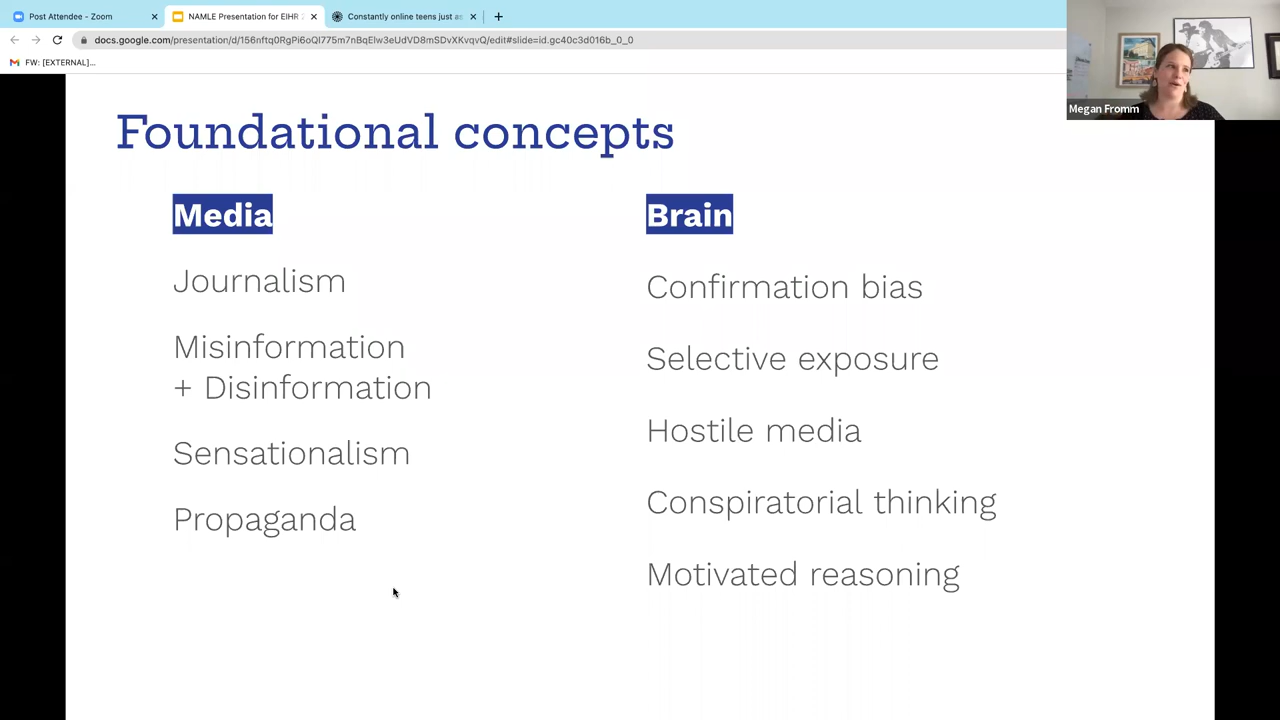 Post Attendee - Zoom
NAMLE Presentation for EIHR
Constantly online teens just as
docs.google.com/presentation/d/156nftq0RgPi6oQI775m7nBqEIw3eUdVD8mSDvXKvqvQ/edit#slide=id.gc40c3d016b_0_0
FW: [EXTERNAL]...
Megan Fromm
Foundational concepts
Media
Journalism
Misinformation
+ Disinformation
Sensationalism
Propaganda
Brain
Confirmation bias
Selective exposure
Hostile media
Conspiratorial thinking
Motivated reasoning